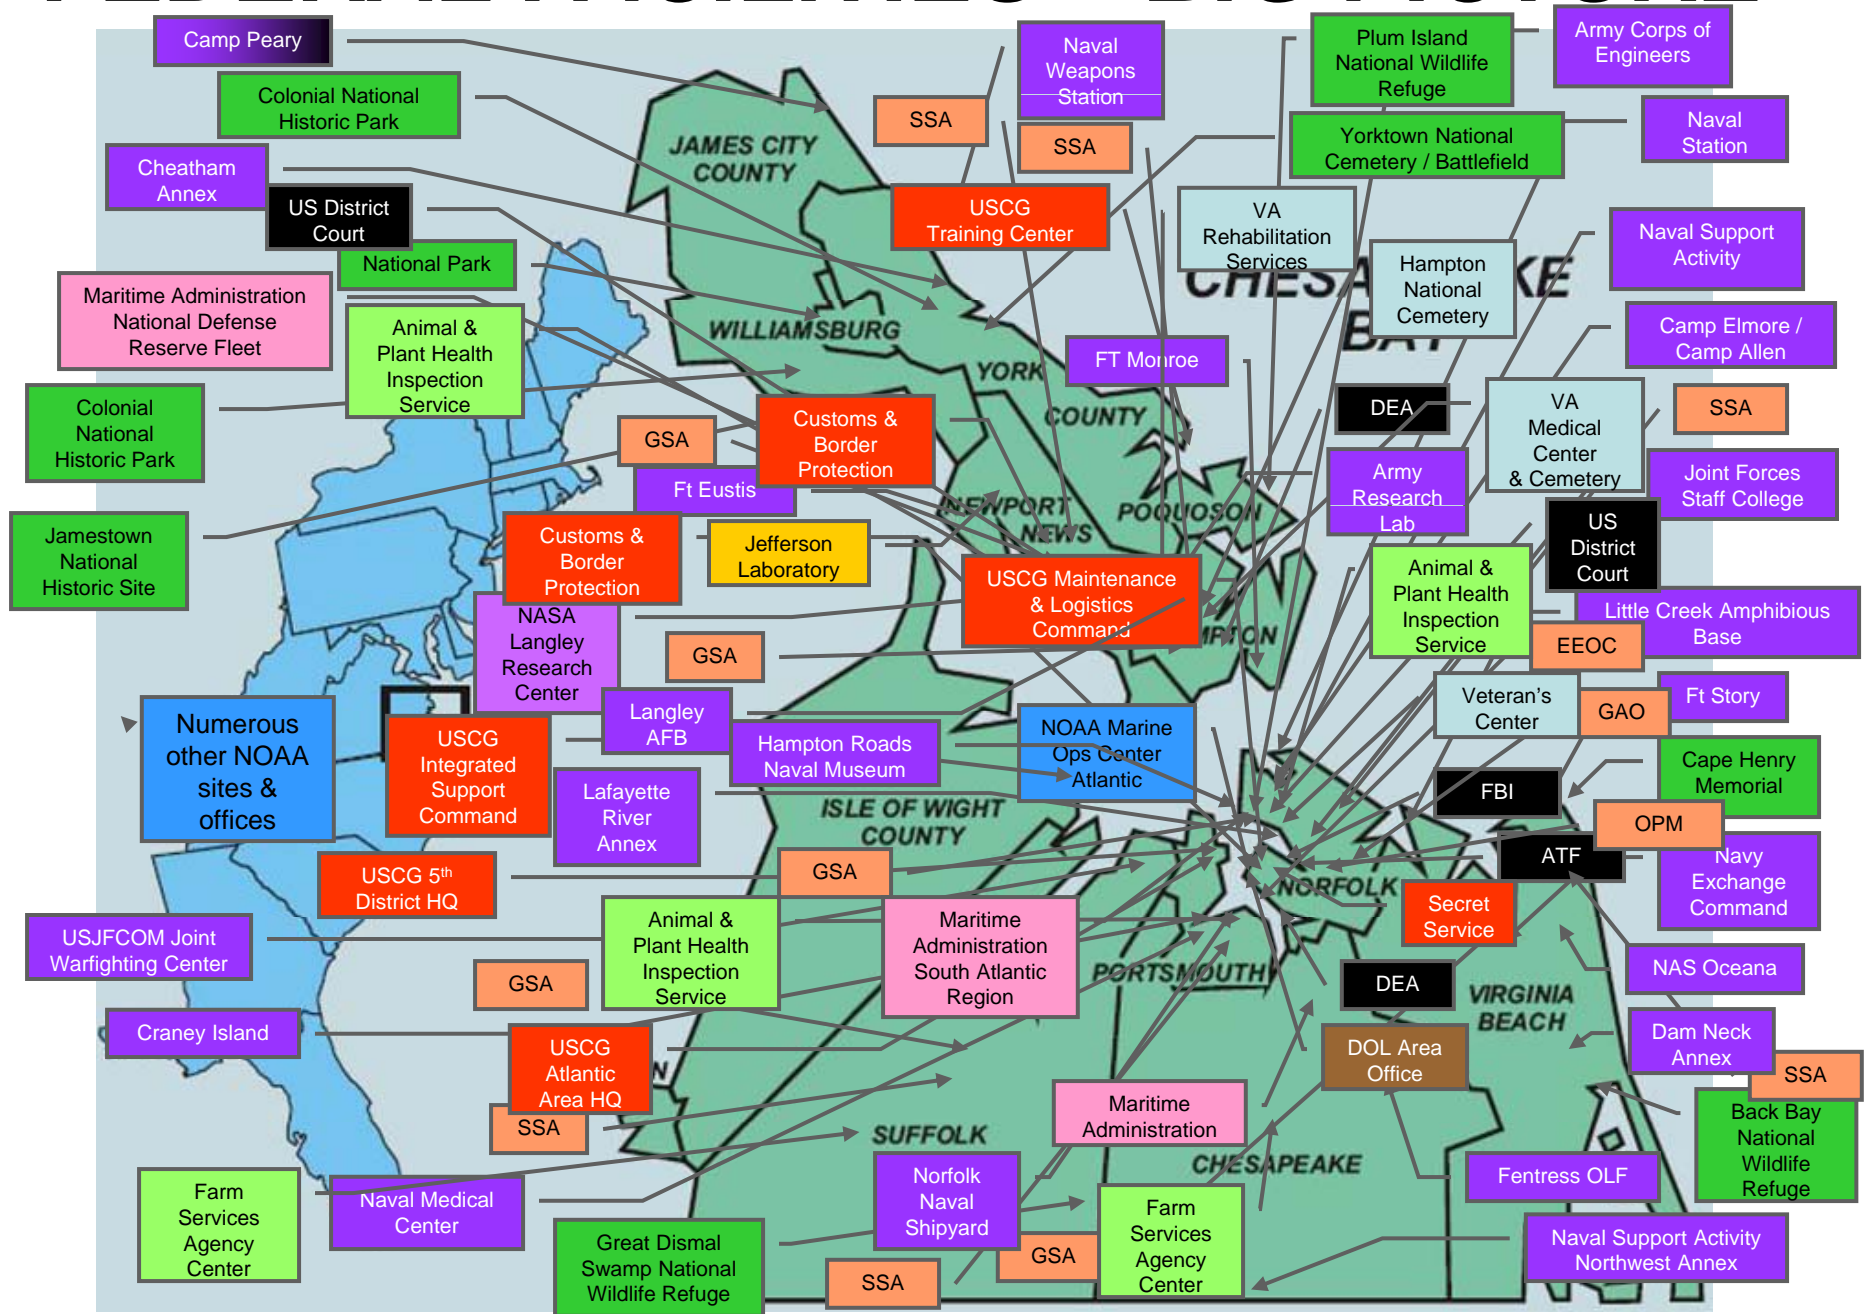 Camp Peary
Colonial National
Historic Park
Cheatham
Annex
US District
Court
National Park
Maritime Administration
National Defense
Reserve Fleet
Animal &
Plant Health
Inspection
Service
Colonial
National
Historic Park
Jamestown
National
Historic Site
JAMES CITY
COUNTY
WILLIAMSBURG
YORK
COUNTY
SSA
Naval
Weapons
Station
SSA
USCG
Training Center
Plum Island
National Wildlife
Refuge
Army Corps of
Engineers
Yorktown National
Cemetery / Battlefield
Naval
Station
VA
Rehabilitation
Services
Hampton
National
Cemetery
Naval Support
Activity
CHESAPEAKE
BAY
FT Monroe
Camp Elmore /
Camp Allen
DEA
VA
Medical
Center
& Cemetery
SSA
GSA
Customs &
Border
Protection
Ft Eustis
NEWPORT
NEWS
POQUOSON
Army
Research
Lab
Joint Forces
Staff College
US
District
Court
Customs &
Border
Protection
Jefferson
Laboratory
USCG Maintenance
& Logistics
Command
MPTON
Animal &
Plant Health
Inspection
Service
Little Creek Amphibious
Base
EEOC
NASA
Langley
Research
Center
GSA
Veteran's
Center
GAO
Ft Story
Numerous
other NOAA
sites &
offices
USCG
Integrated
Support
Command
Langley
AFB
Hampton Roads
Naval Museum
NOAA Marine
Ops Center
Atlantic
Cape Henry
Memorial
FBI
Lafayette
River
Annex
ISLE OF WIGHT
COUNTY
OPM
ATF
Navy
Exchange
Command
USCG 5th
District HQ
GSA
NORFOLK
Secret
Service
USJFCOM Joint
Warfighting Center
Animal &
Plant Health
Inspection
Service
Maritime
Administration
South Atlantic
Region
PORTSMOUTH
GSA
DEA
VIRGINIA
BEACH
NAS Oceana
Craney Island
USCG
Atlantic
Area HQ
N
DOL Area
Office
Dam Neck
Annex
SSA
SSA
SUFFOLK
Maritime
Administration
CHESAPEAKE
Back Bay
National
Wildlife
Refuge
Farm
Services
Agency
Center
Naval Medical
Center
Norfolk
Naval
Shipyard
Fentress OLF
Great Dismal
Swamp National
Wildlife Refuge
SSA
GSA
Farm
Services
Agency
Center
Naval Support Activity
Northwest Annex